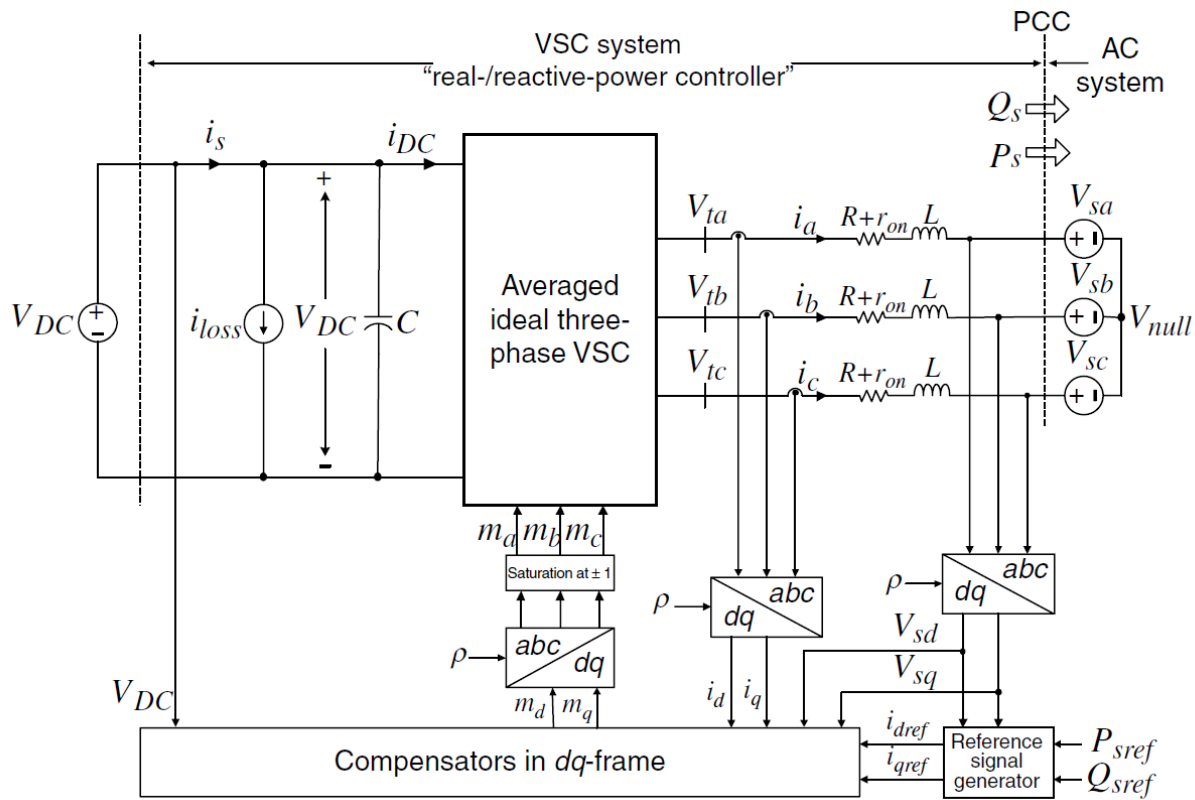 PCC
VSC system
AC
“real-/reactive-power controller”
system
Q_s
P_s
i_s
i_DC
V_ta
i_a
R+r_on
L
V_sa
+
+ -
V_DC
+ -
i_loss
V_DC
C
Averaged
ideal three-
phase VSC
V_tb
i_b
R+r_on
L
V_sb
+ -
V_null
V_tc
i_c
R+r_on
L
V_sc
+ -
-
m_a
m_b
m_c
Saturation at ± 1
ρ
abc
dq
ρ
abc
dq
ρ
abc
dq
V_sd
V_sq
V_DC
m_d
m_q
i_d
i_q
i_dref
i_qref
Compensators in dq-frame
Reference
signal
generator
P_sref
Q_sref